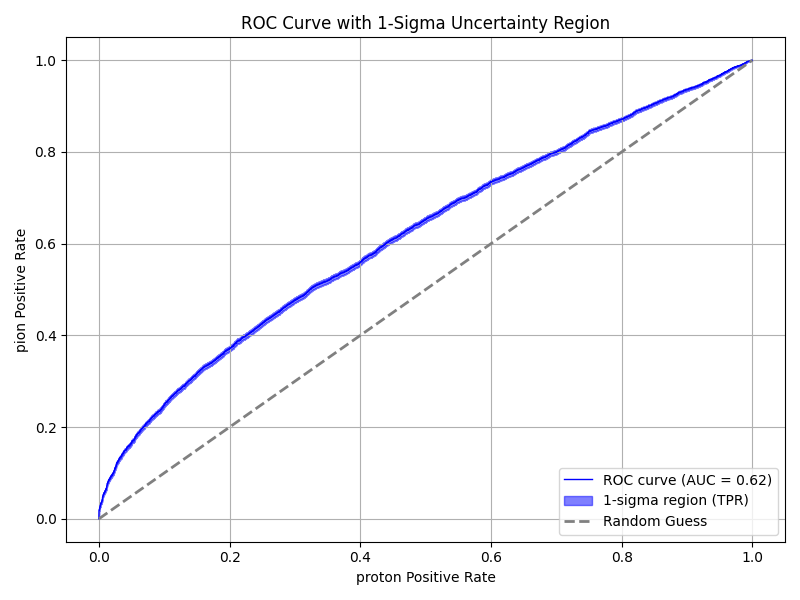 ROC Curve with 1-Sigma Uncertainty Region
1.0
0.8
0.6
0.4
0.2
0.0
pion Positive Rate
ROC curve (AUC = 0.62)
1-sigma region (TPR)
Random Guess
0.0 0.2 0.4 0.6 0.8 1.0
proton Positive Rate